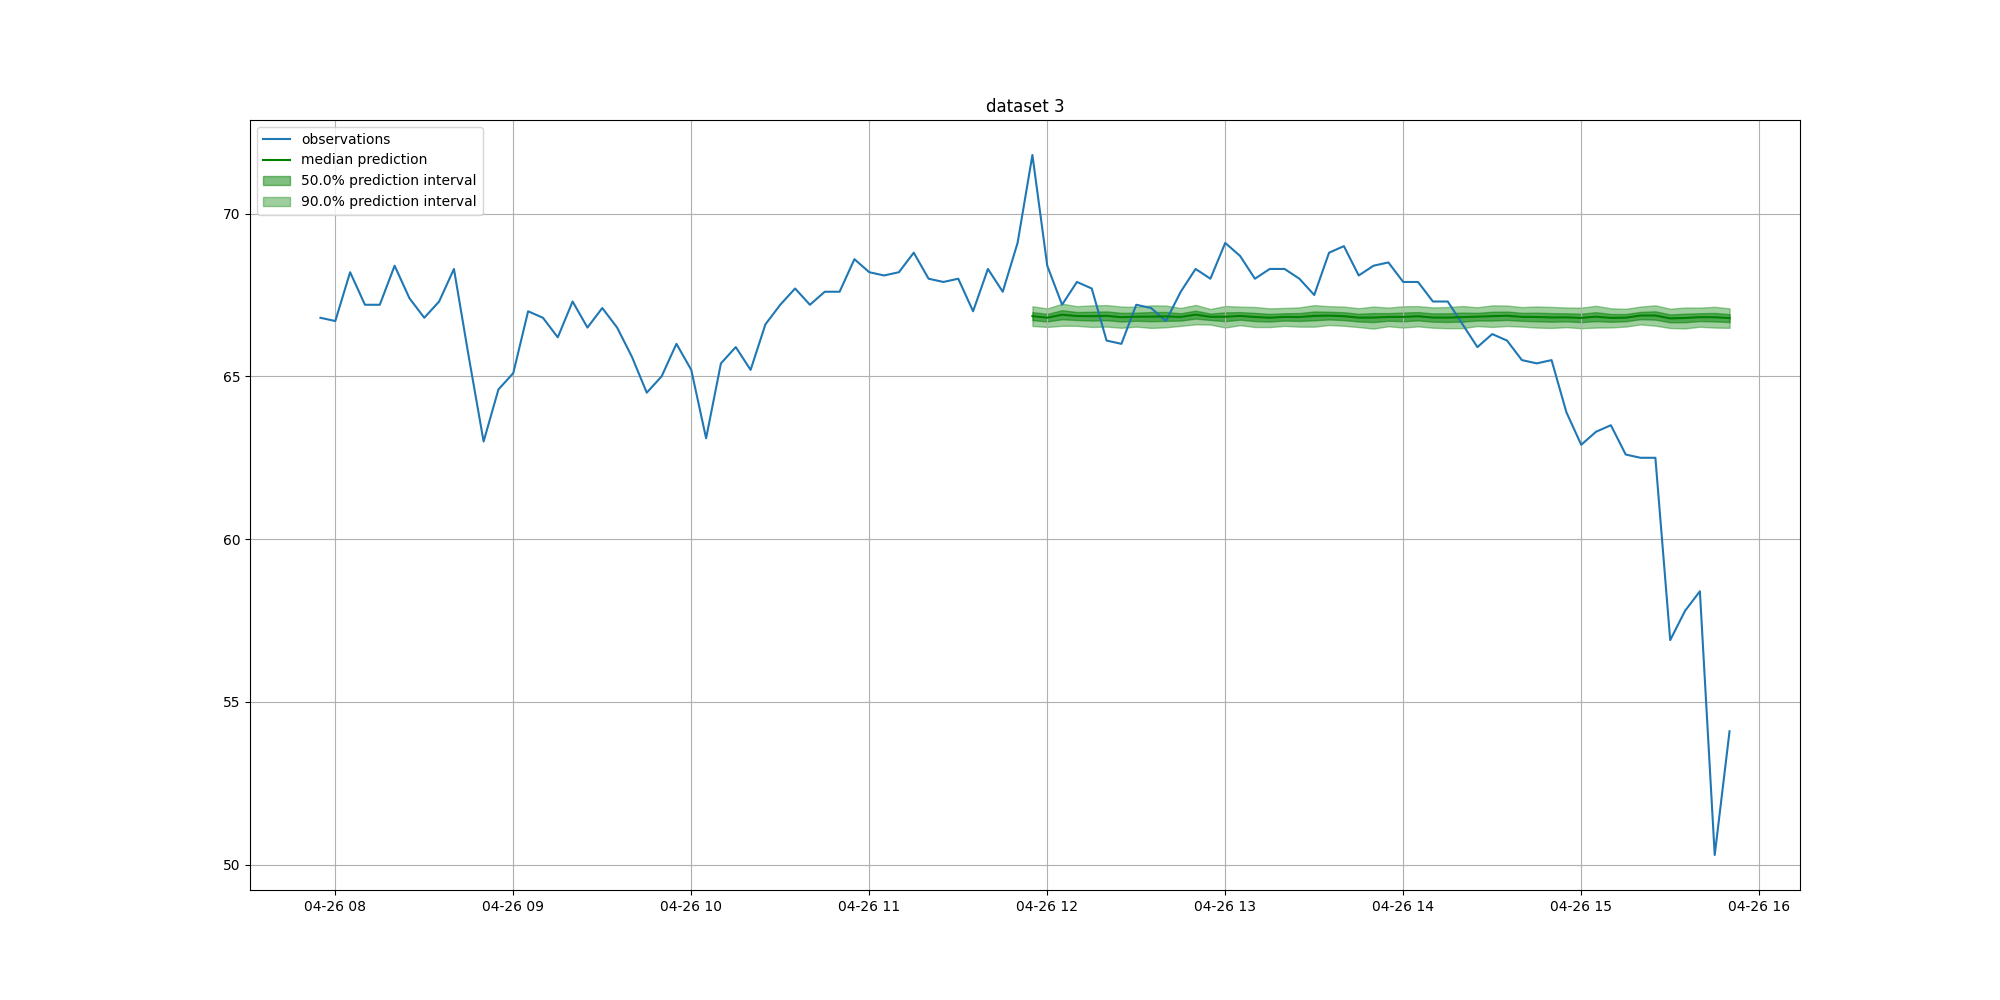 dataset 3
observations
median prediction
50.0% prediction interval
90.0% prediction interval
70
65
60
55
50
04-26 08
04-26 09
04-26 10
04-26 11
04-26 12
04-26 13
04-26 14
04-26 15
04-26 16